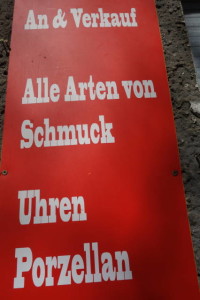 An & Verkauf
Alle Arten von
Schmuck
Uhren
Porzellan